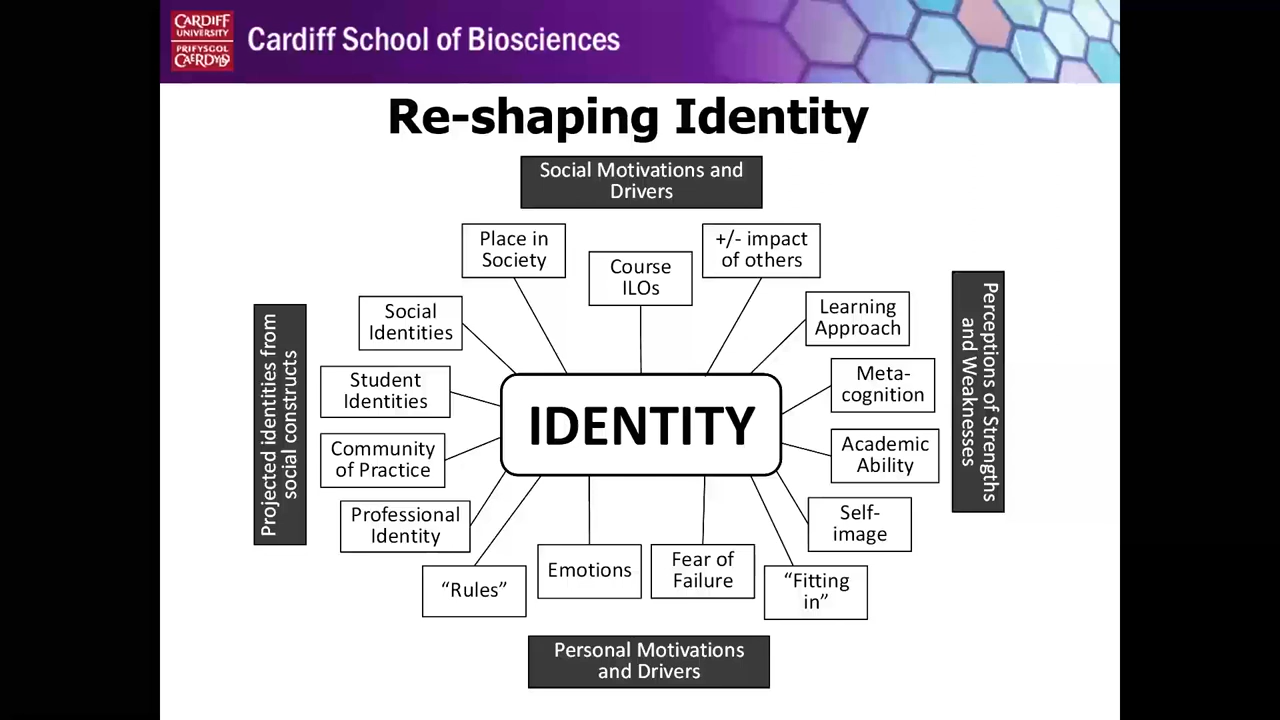 CARDIFF
UNIVERSITY
PRIFYSGOL
CAERDYDD
Cardiff School of Biosciences
Re-shaping Identity
Social Motivations and
Drivers
Place in
Society
Course
ILOs
+/- impact
of others
Social
Identities
Learning
Approach
Student
Identities
Meta-
cognition
Community
of Practice
Academic
Ability
Professional
Identity
Self-
image
“Rules”
Emotions
Fear of
Failure
“Fitting
in”
IDENTITY
Projected identities from
social constructs
Perceptions of Strengths
and Weaknesses
Personal Motivations
and Drivers